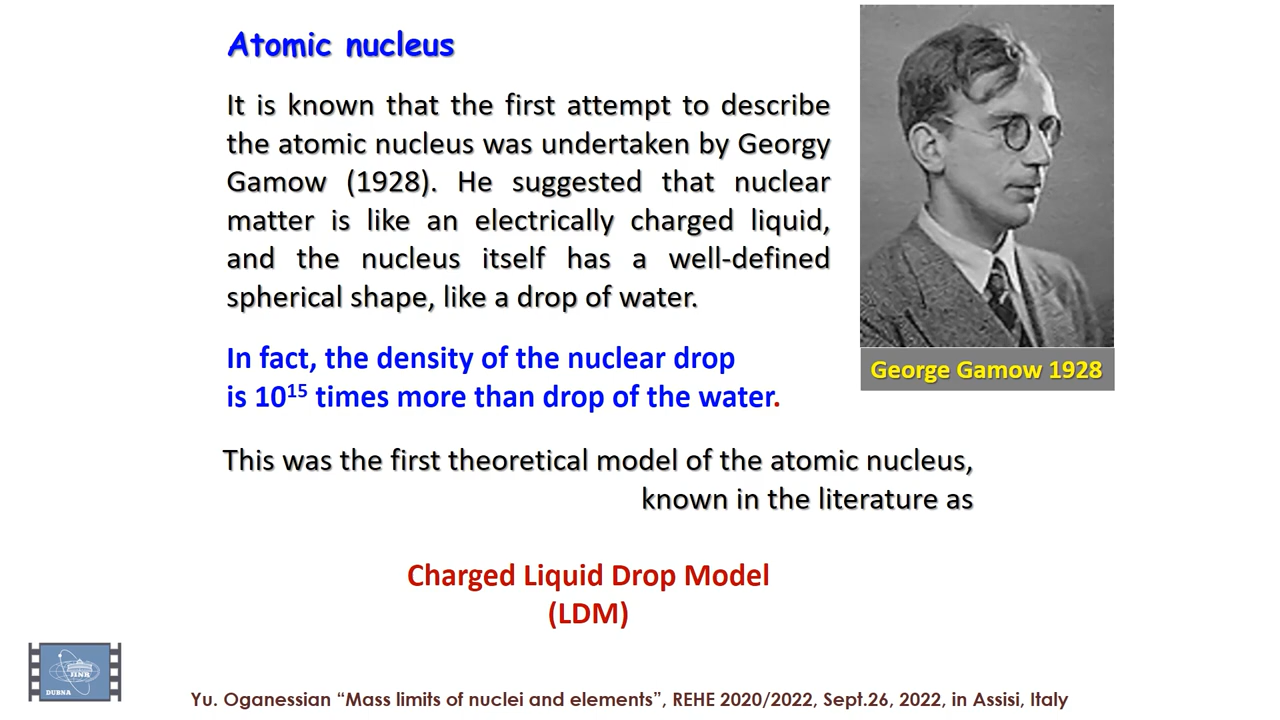 Atomic nucleus
It is known that the first attempt to describe
the atomic nucleus was undertaken by Georgy
Gamow (1928). He suggested that nuclear
matter is like an electrically charged liquid,
and the nucleus itself has a well-defined
spherical shape, like a drop of water.
George Gamow 1928
In fact, the density of the nuclear drop
is 10¹⁵ times more than drop of the water.
This was the first theoretical model of the atomic nucleus,
known in the literature as
Charged Liquid Drop Model
(LDM)
JINR
DUBNA
Yu. Oganessian “Mass limits of nuclei and elements”, REHE 2020/2022, Sept.26, 2022, in Assisi, Italy